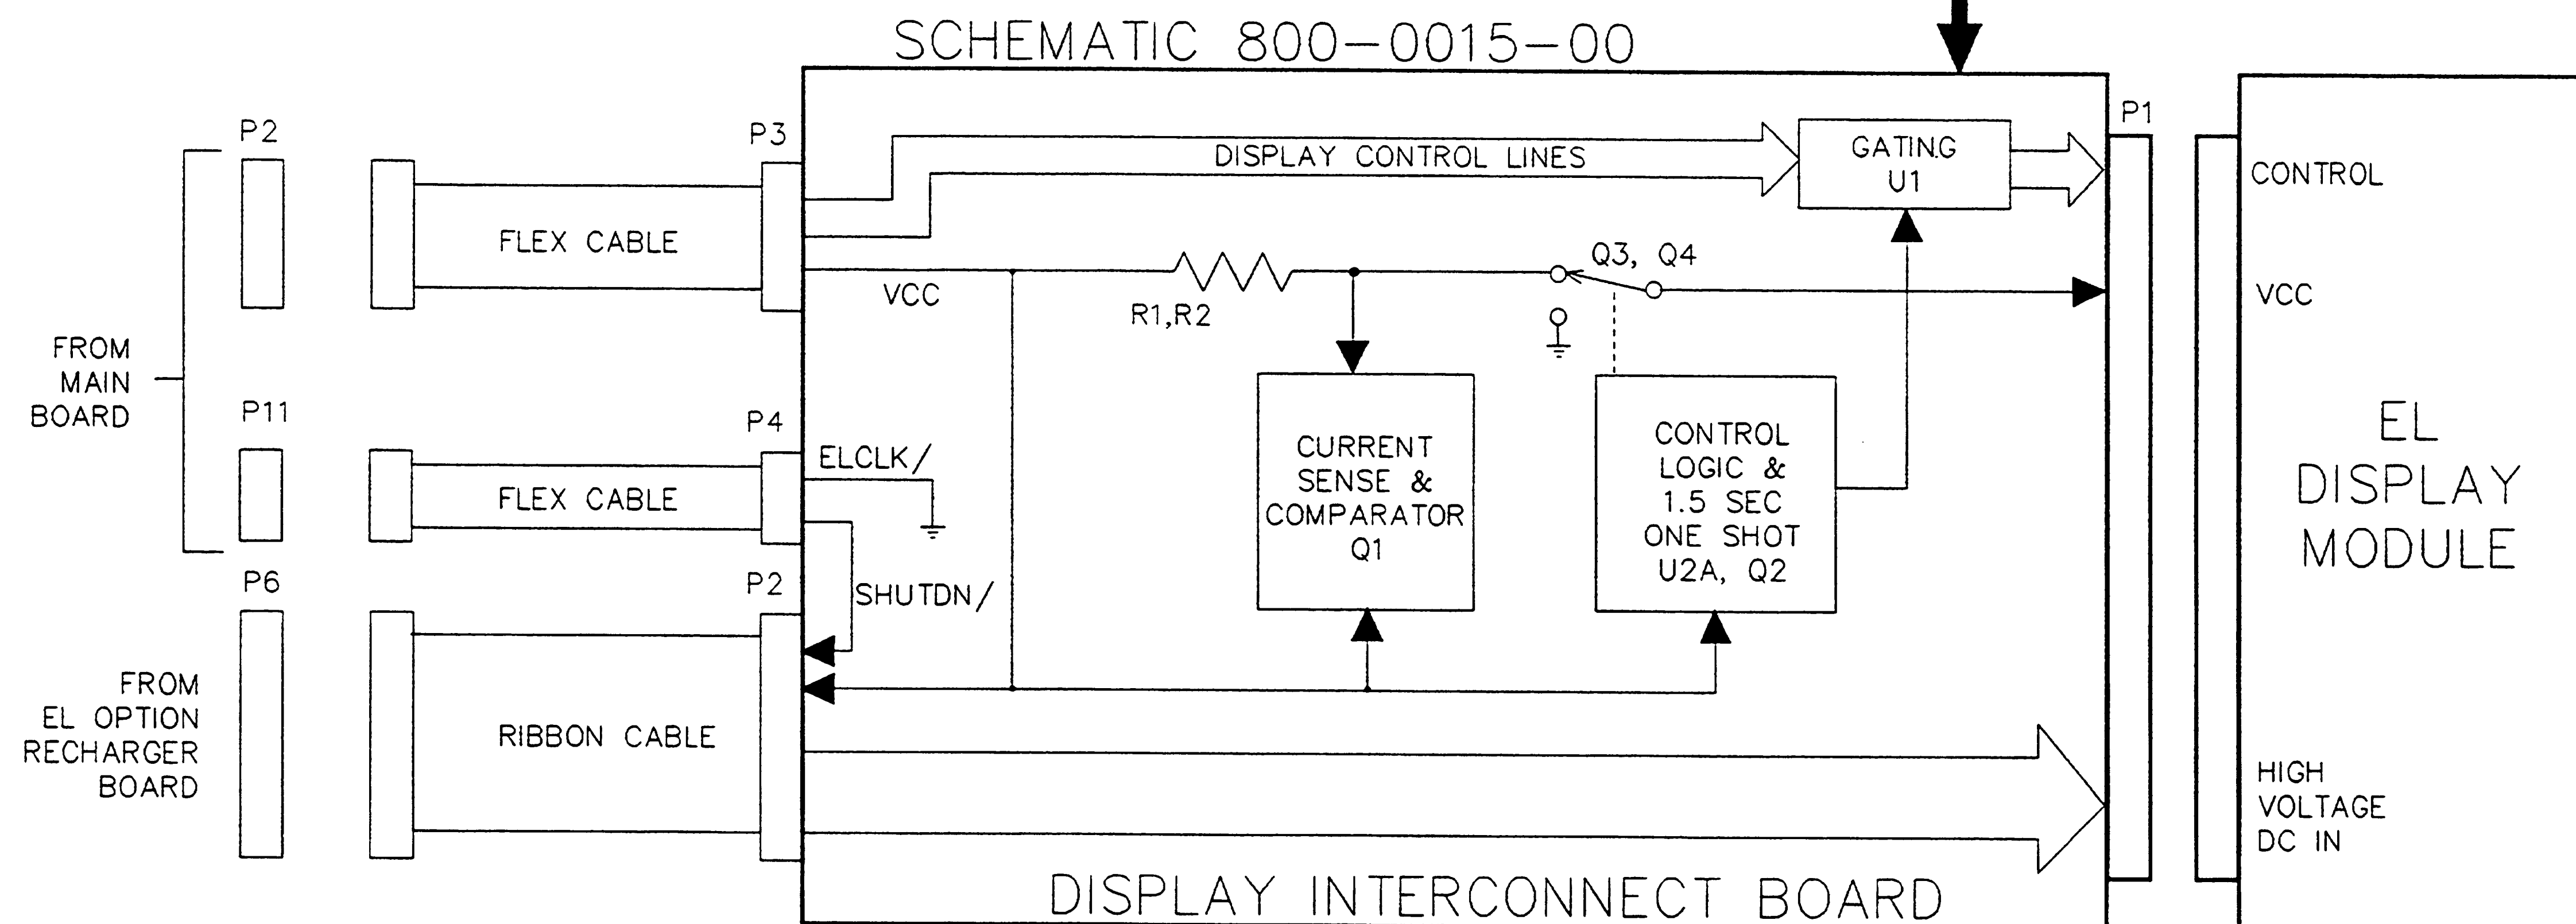 SCHEMATIC 800-0015-00
P2
P3
P1
DISPLAY CONTROL LINES
GATING
U1
CONTROL
FLEX CABLE
VCC
R1,R2
Q3, Q4
VCC
FROM
MAIN
BOARD
P11
P4
ELCLK/
FLEX CABLE
CURRENT
SENSE &
COMPARATOR
Q1
CONTROL
LOGIC &
1.5 SEC
ONE SHOT
U2A, Q2
EL
DISPLAY
MODULE
P6
P2
SHUTDN/
FROM
EL OPTION
RECHARGER
BOARD
RIBBON CABLE
HIGH
VOLTAGE
DC IN
DISPLAY INTERCONNECT BOARD